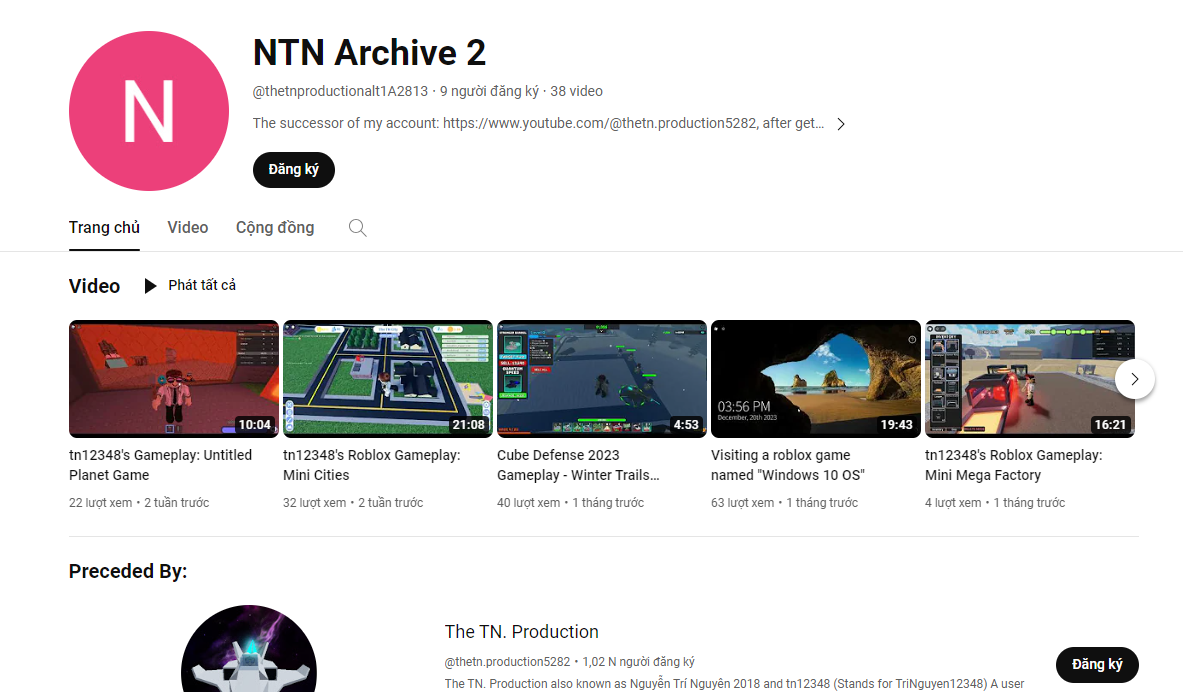 N
NTN Archive 2
@thetnproductionalt1A2813 · 9 người đăng ký · 38 video
The successor of my account: https://www.youtube.com/@thetn.production5282, after get...
Đăng ký
Trang chủ Video Cộng đồng
Video Phát tất cả
10:04
21:08
4:53
03:56 PM
December, 20th 2023
19:43
16:21
tn12348's Gameplay: Untitled
Planet Game
22 lượt xem • 2 tuần trước
tn12348's Roblox Gameplay:
Mini Cities
32 lượt xem • 2 tuần trước
Cube Defense 2023
Gameplay - Winter Trails...
40 lượt xem • 1 tháng trước
Visiting a roblox game
named "Windows 10 OS"
63 lượt xem • 1 tháng trước
tn12348's Roblox Gameplay:
Mini Mega Factory
4 lượt xem • 1 tháng trước
Preceded By:
The TN. Production
@thetn.production5282 • 1,02 N người đăng ký
The TN. Production also known as Nguyễn Trí Nguyên 2018 and tn12348 (Stands for TriNguyen12348) A user
Đăng ký